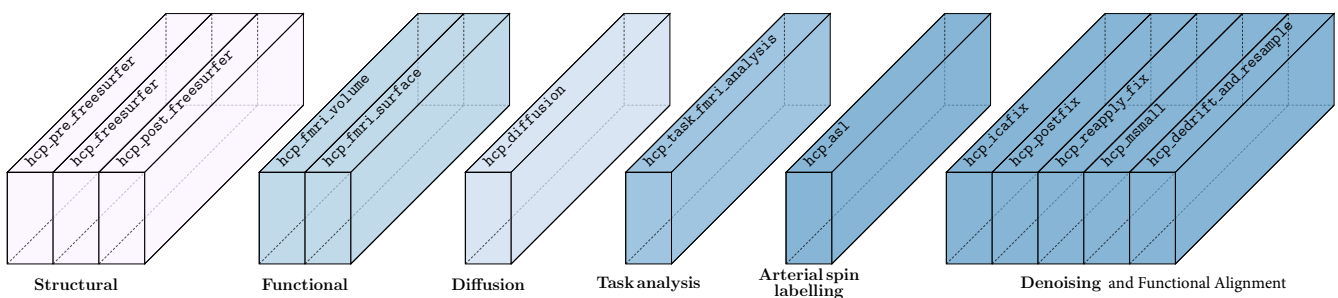 hcp_pre_freesurfer
hcp_freesurfer
hcp_post_freesurfer
Structural
hcp_fmri_volume
hcp_fmri_surface
Functional
hcp_diffusion
Diffusion
hcp_task_fmri_analysis
Task analysis
hcp_asl
Arterial spin
labelling
hcp_icafix
hcp_postfix
hcp_reapply_fix
hcp_msmall
hcp_dedrift_and_resample
Denoising and Functional Alignment